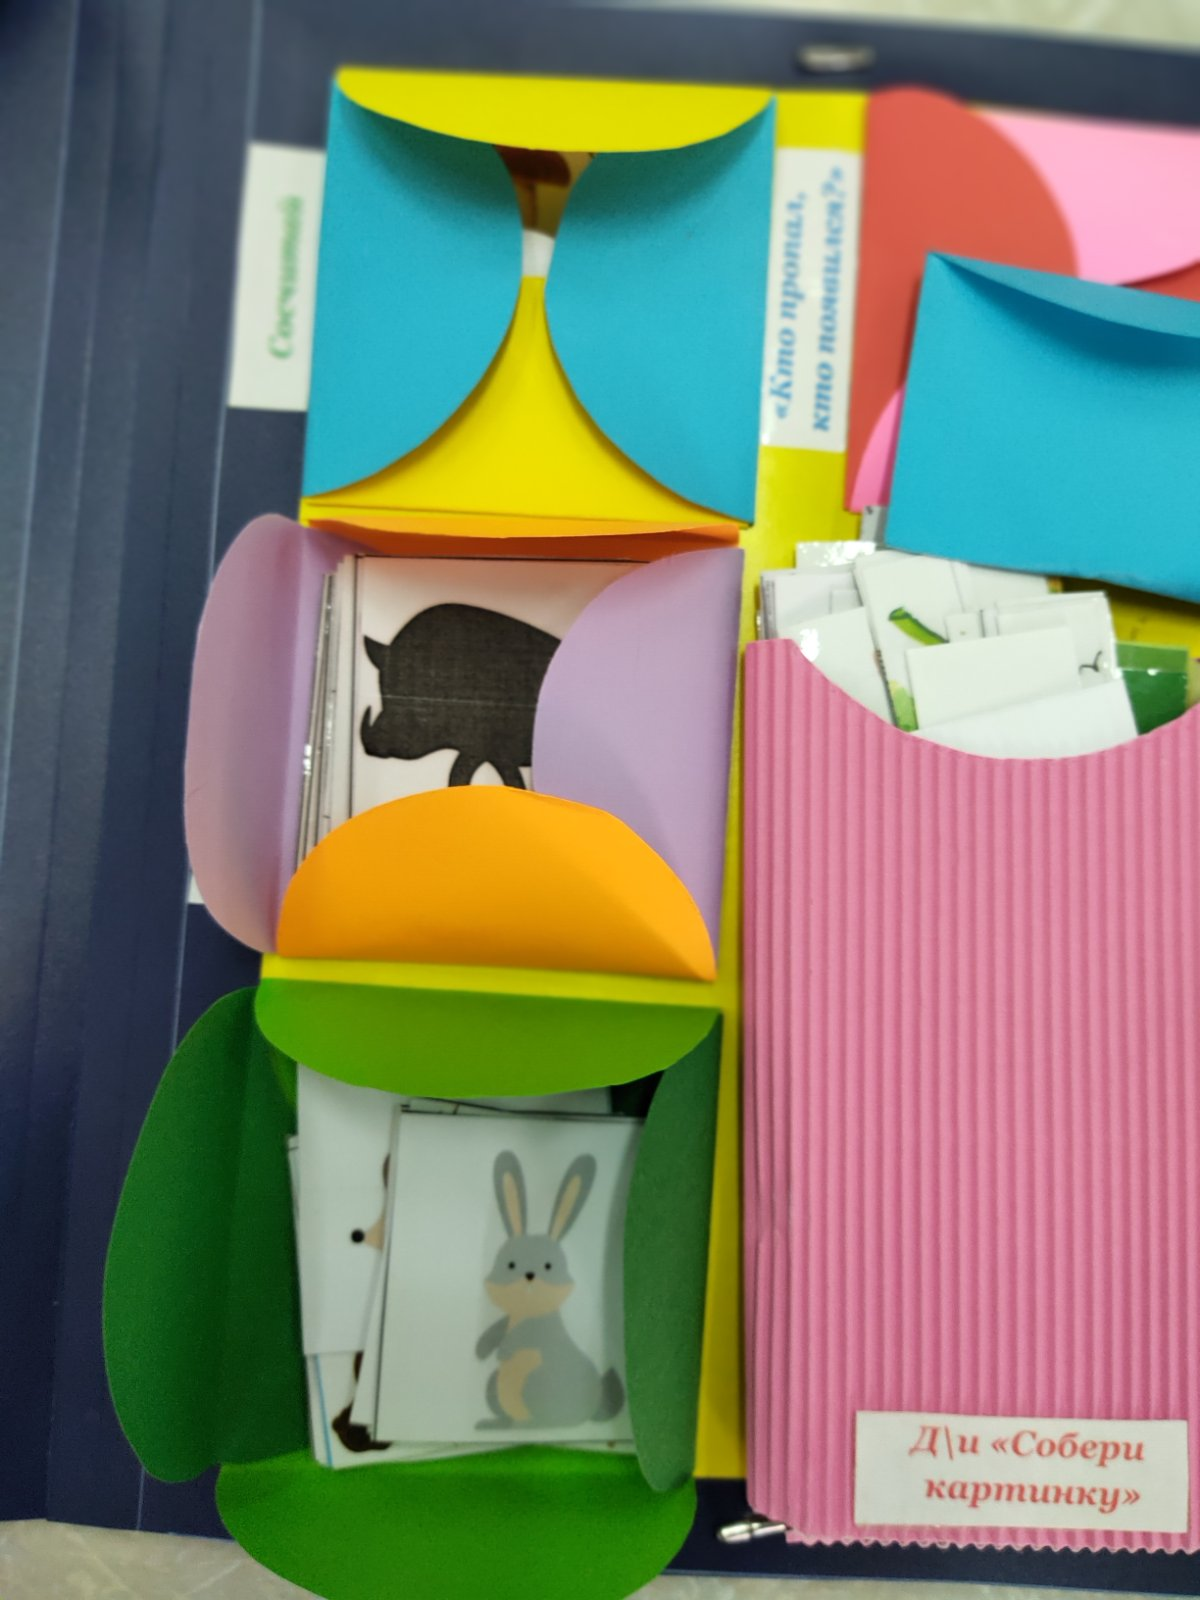 Сосчитай
«Кто пропал,
кто появился?»
Д\и «Собери
картинку»